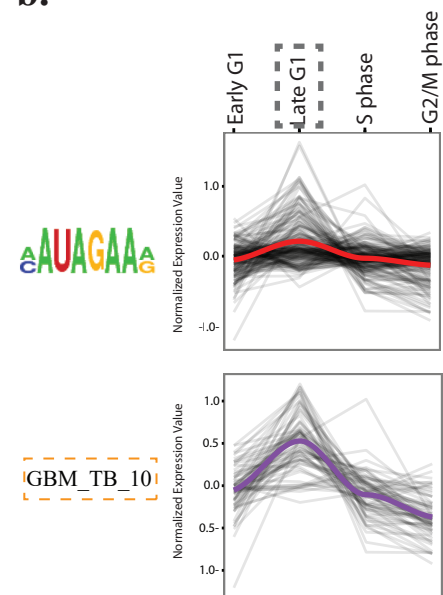 b.
Early G1
Late G1
S phase
G2/M phase
Normalized Expression Value
1.0
0.0
-1.0
ACAUAGAAAG
Normalized Expression Value
1.0
0.5
0.0
0.5-
1.0-
GBM_TB_10